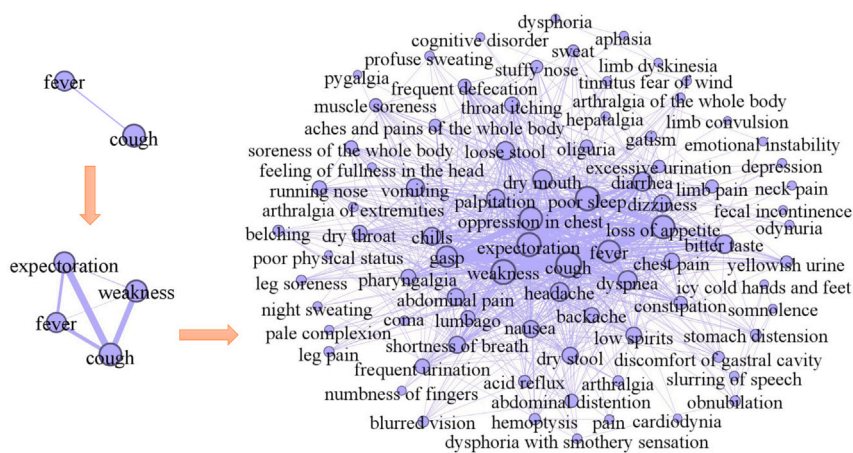 fever
cough
expectoration
weakness
fever
cough
dysphoria
cognitive disorder
aphasia
sweat
profuse sweating
stuffy nose
limb dyskinesia
pygalgia
frequent defecation
tinnitus fear of wind
muscle soreness
throat itching
arthralgia of the whole body
aches and pains of the whole body
hepatalgia
limb convulsion
soreness of the whole body
loose stool
oliguria
gatism
emotional instability
feeling of fullness in the head
dry mouth
excessive urination
depression
running nose
vomiting
palpitation
poor sleep
diarrhea
dizziness
limb pain
neck pain
arthralgia of extremities
oppression in chest
loss of appetite
fecal incontinence
belching
dry throat
chills
expectoration
fever
bitter taste
odynuria
poor physical status
gasp
weakness
cough
chest pain
yellowish urine
leg soreness
pharyngalgia
headache
dyspnea
icy cold hands and feet
night sweating
abdominal pain
backache
constipation
somnolence
pale complexion
coma
lumbago
nausea
low spirits
stomach distension
leg pain
shortness of breath
dry stool
discomfort of gastral cavity
frequent urination
acid reflux
arthralgia
slurring of speech
numbness of fingers
abdominal distention
obnubilation
blurred vision
hemoptysis
pain
cardiodynia
dysphoria with smothery sensation